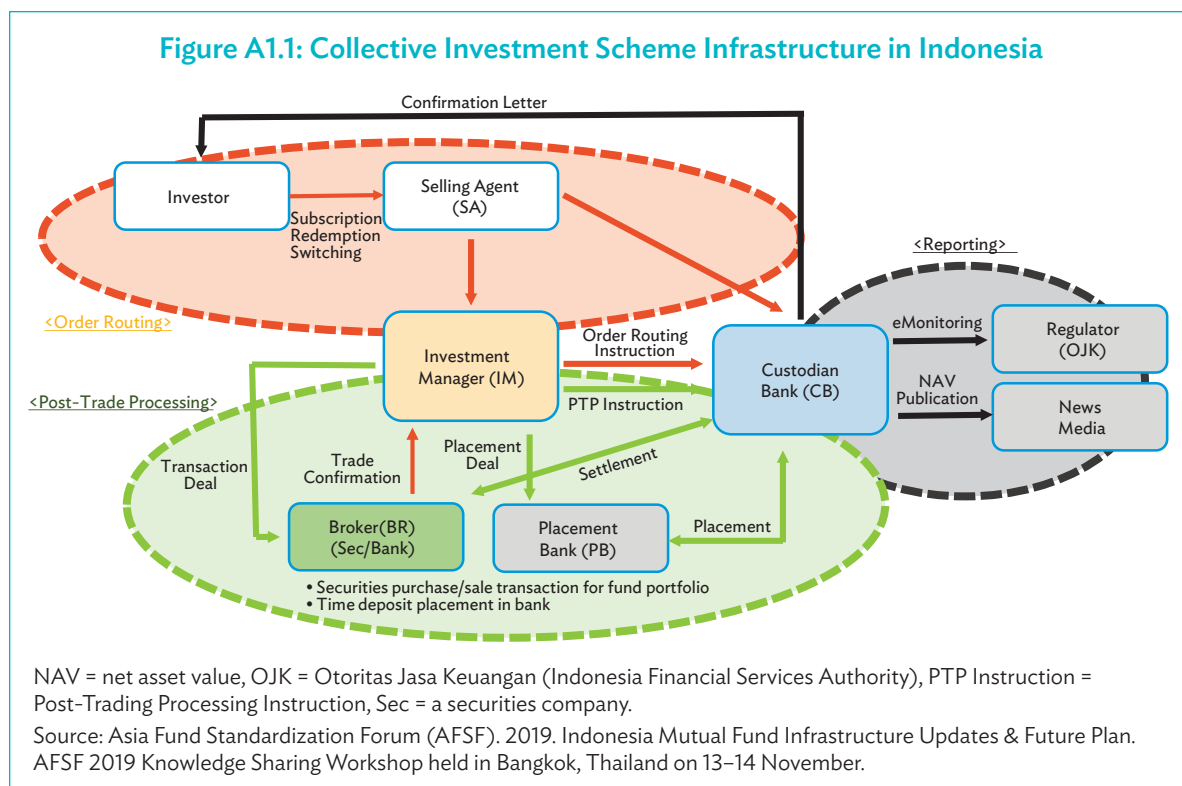 Figure A1.1: Collective Investment Scheme Infrastructure in Indonesia
Confirmation Letter
Investor
Selling Agent
(SA)
Subscription
Redemption
Switching
<Reporting>
<Order Routing>
Investment
Manager (IM)
Order Routing
Instruction
Custodian
Bank (CB)
eMonitoring
Regulator
(OJK)
NAV
Publication
News
Media
<Post-Trade Processing>
PTP Instruction
Transaction
Deal
Trade
Confirmation
Placement
Deal
Settlement
Broker(BR)
(Sec/Bank)
Placement
Bank (PB)
Placement
• Securities purchase/sale transaction for fund portfolio
• Time deposit placement in bank
NAV = net asset value, OJK = Otoritas Jasa Keuangan (Indonesia Financial Services Authority), PTP Instruction =
Post-Trading Processing Instruction, Sec = a securities company.
Source: Asia Fund Standardization Forum (AFSF). 2019. Indonesia Mutual Fund Infrastructure Updates & Future Plan.
AFSF 2019 Knowledge Sharing Workshop held in Bangkok, Thailand on 13–14 November.